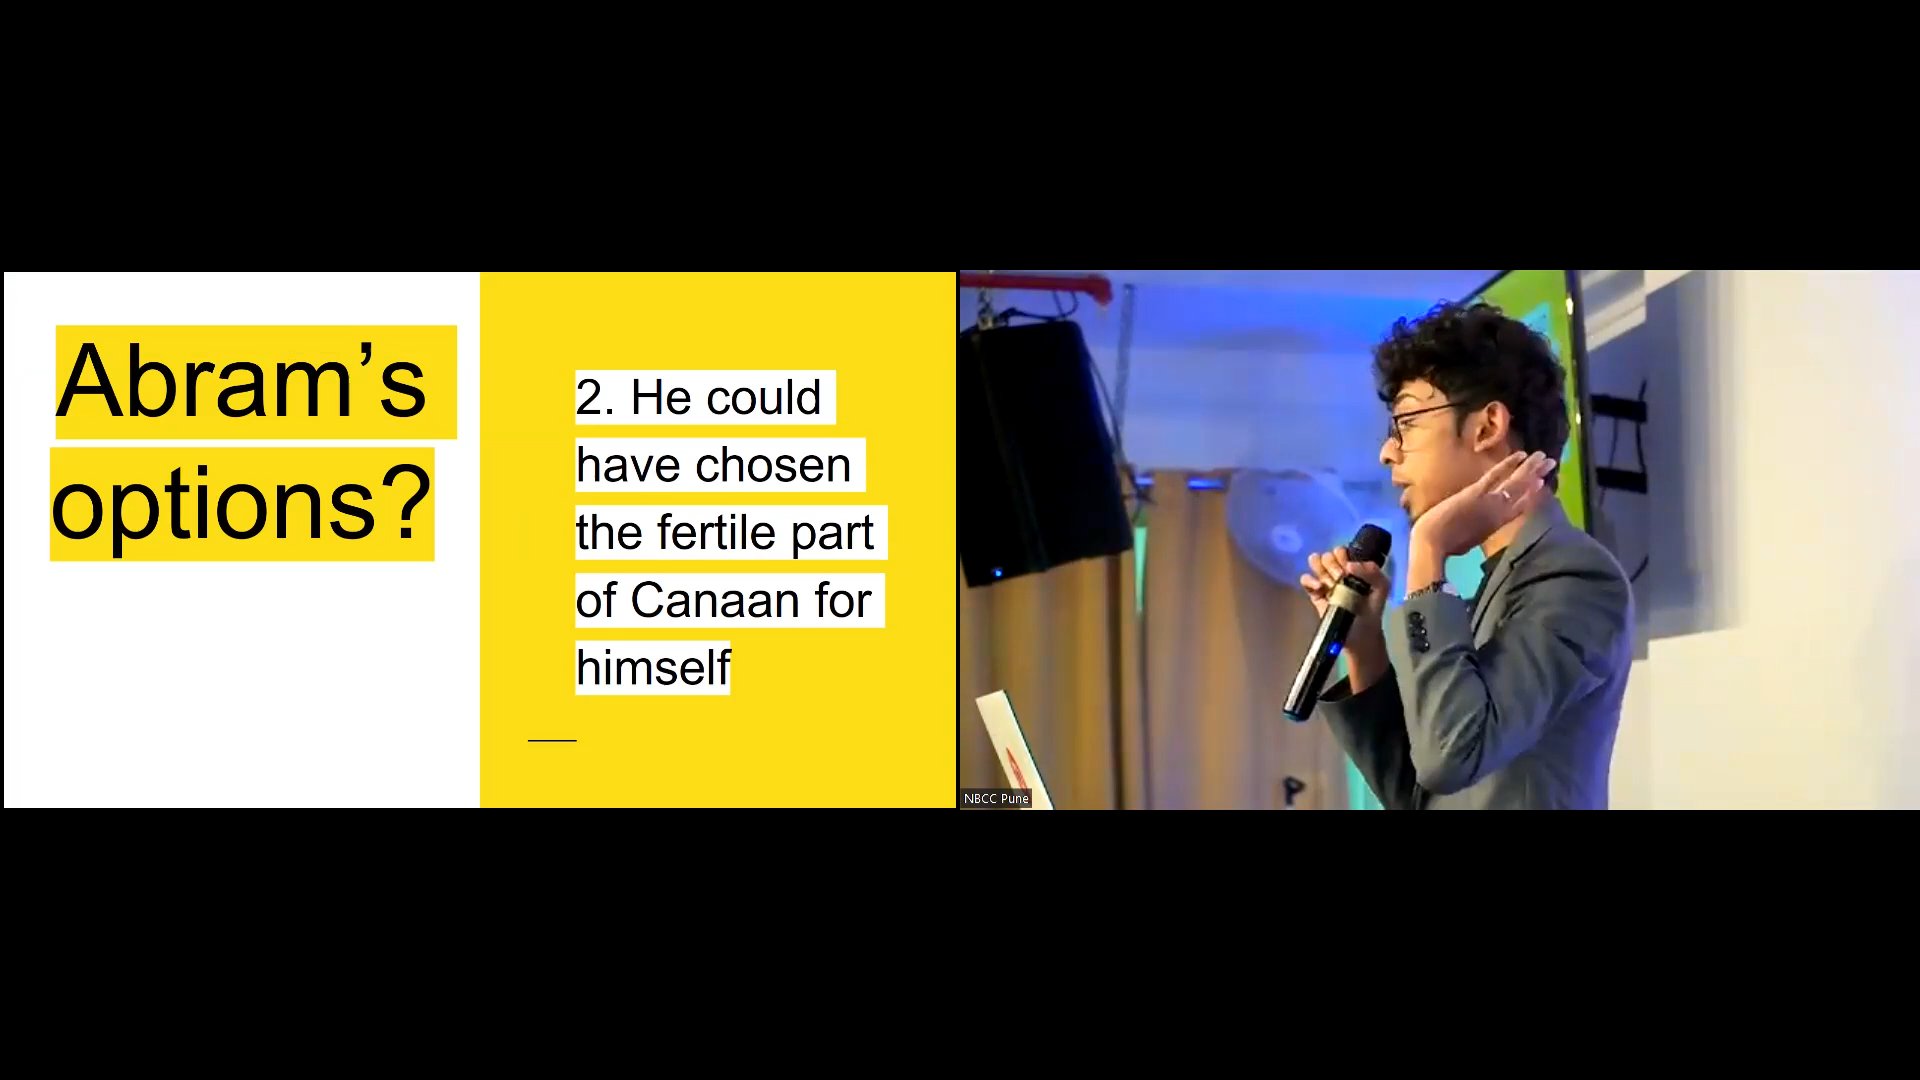 Abram’s
options?
2. He could
have chosen
the fertile part
of Canaan for
himself
NBCC Pune